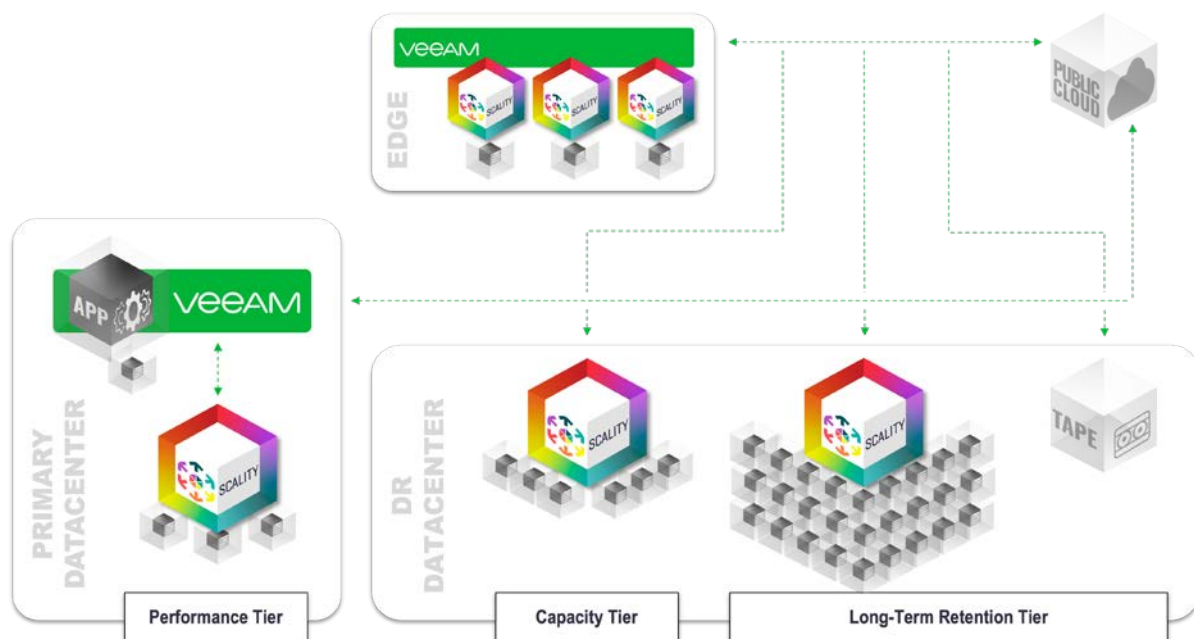 VEEAM
SCALITY
SCALITY
SCALITY
EDGE
PUBLIC
CLOUD
APP
VEEAM
SCALITY
PRIMARY
DATACENTER
SCALITY
SCALITY
TAPE
DR
DATACENTER
Performance Tier
Capacity Tier
Long-Term Retention Tier